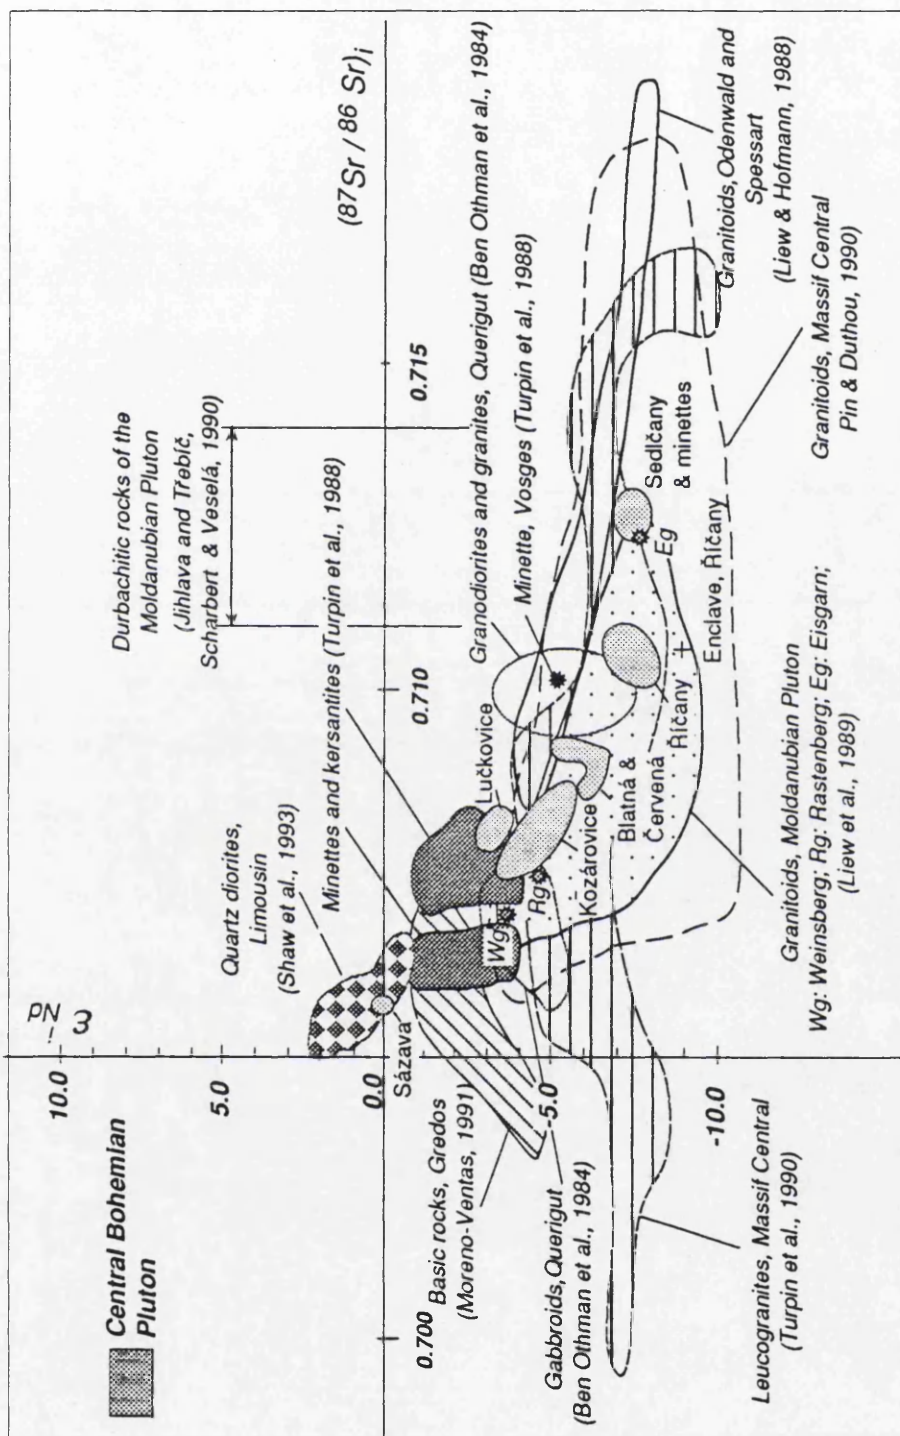 Central Bohemian
Pluton
ε i Nd
10.0
5.0
0.0
-5.0
-10.0
0.700
0.710
0.715
(87Sr / 86 Sr)i
Quartz diorites,
Limousin
(Shaw et al., 1993)
Minettes and kersantites (Turpin et al., 1988)
Durbachitic rocks of the
Moldanubian Pluton
(Jihlava and Třebíč,
Scharbert & Veselá, 1990)
Sázava
Basic rocks, Gredos
(Moreno-Ventas, 1991)
Gabbroids, Querigut
(Ben Othman et al., 1984)
Leucogranites, Massif Central
(Turpin et al., 1990)
Lučkovice
Wg
Rg
Kozárovice
Blatná &
Červená
Říčany
Enclave, Říčany
Eg
Sedlčany
& minettes
Granodiorites and granites, Querigut (Ben Othman et al., 1984)
Minette, Vosges (Turpin et al., 1988)
Granitoids, Odenwald and
Spessart
(Liew & Hofmann, 1988)
Granitoids, Massif Central
Pin & Duthou, 1990)
Granitoids, Moldanubian Pluton
Wg: Weinsberg; Rg: Rastenberg; Eg: Eisgarn;
(Liew et al., 1989)